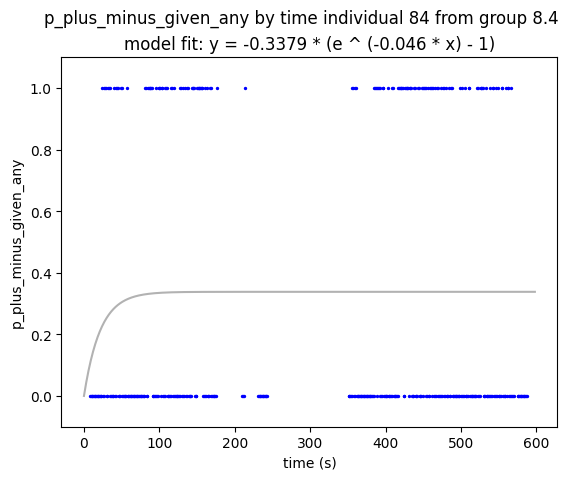 p_plus_minus_given_any by time individual 84 from group 8.4
model fit: y = -0.3379 * (e ^ (-0.046 * x) - 1)
1.0
0.8
0.6
0.4
0.2
0.0
p_plus_minus_given_any
0 100 200 300 400 500 600
time (s)